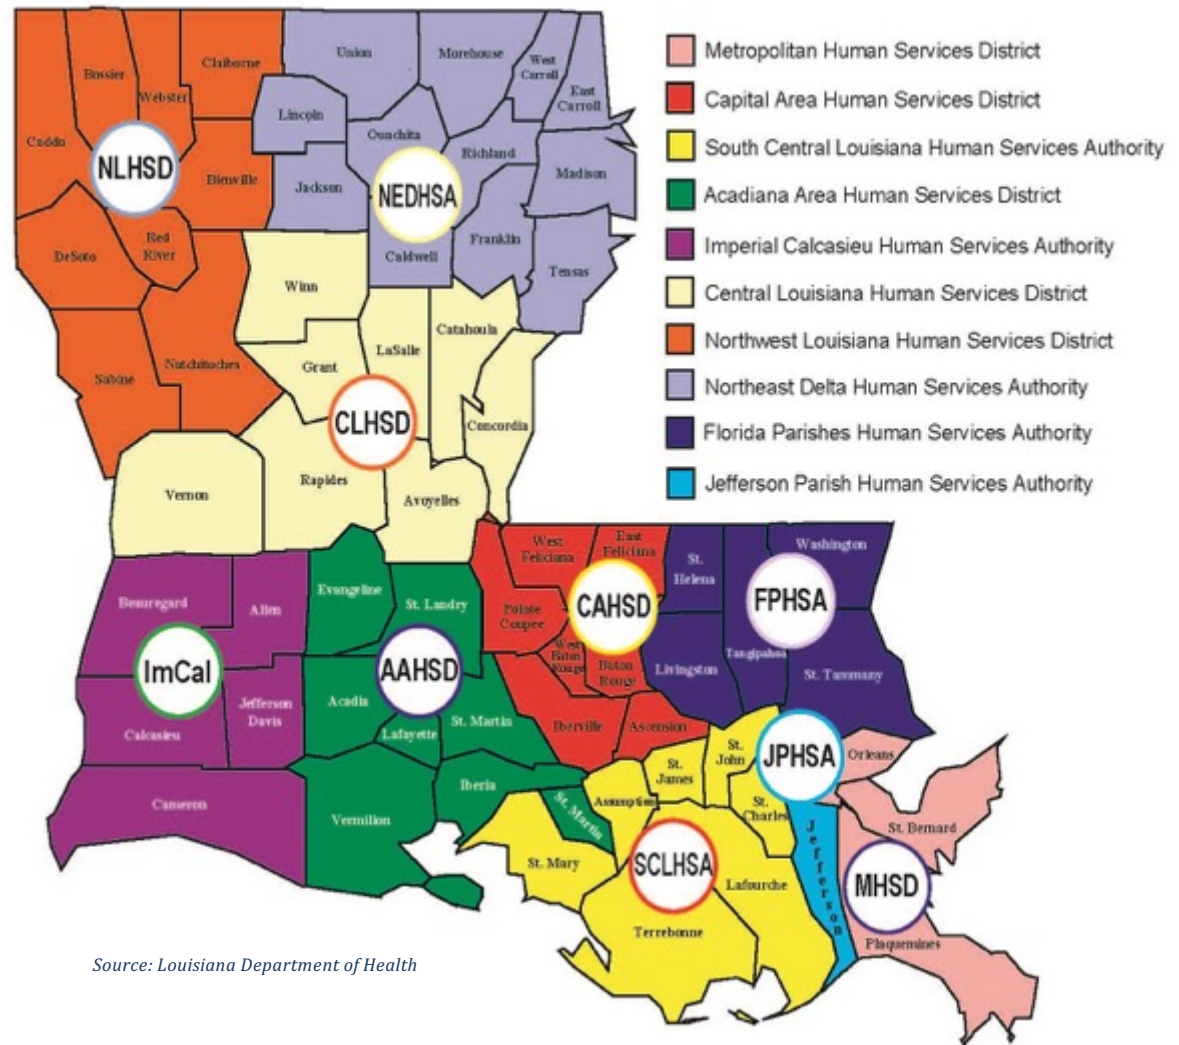 Union
Morehouse
West
Carroll
East
Carroll
Claiborne
Bossier
Webster
Caddo
Lincoln
Ouachita
Richland
Madison
NLHSD
Bienville
Jackson
NEDHSA
Franklin
Caldwell
Tensas
Red
River
DeSoto
Winn
Catahoula
LaSalle
Grant
Natchitoches
Sabine
CLHSD
Concordia
Rapides
Vernon
Avoyelles
Metropolitan Human Services District
Capital Area Human Services District
South Central Louisiana Human Services Authority
Acadiana Area Human Services District
Imperial Calcasieu Human Services Authority
Central Louisiana Human Services District
Northwest Louisiana Human Services District
Northeast Delta Human Services Authority
Florida Parishes Human Services Authority
Jefferson Parish Human Services Authority
West
Feliciana
East
Feliciana
St.
Helena
Washington
Evangeline
Beauregard
Allen
St. Landry
Pointe
Coupee
CAHSD
FPHSA
West
Baton
Rouge
Baton
Rouge
Livingston
Tangipahoa
St. Tammany
ImCal
AAHSD
Jefferson
Davis
Acadia
St. Martin
Lafayette
Calcasieu
Iberville
Ascension
St.
John
JPHSA
Orleans
St.
James
Cameron
Vermilion
Iberia
St. Martin
Assumption
St.
Charles
Jefferson
St. Bernard
St. Mary
SCLHSA
Lafourche
MHSD
Terrebonne
Plaquemines
Source: Louisiana Department of Health